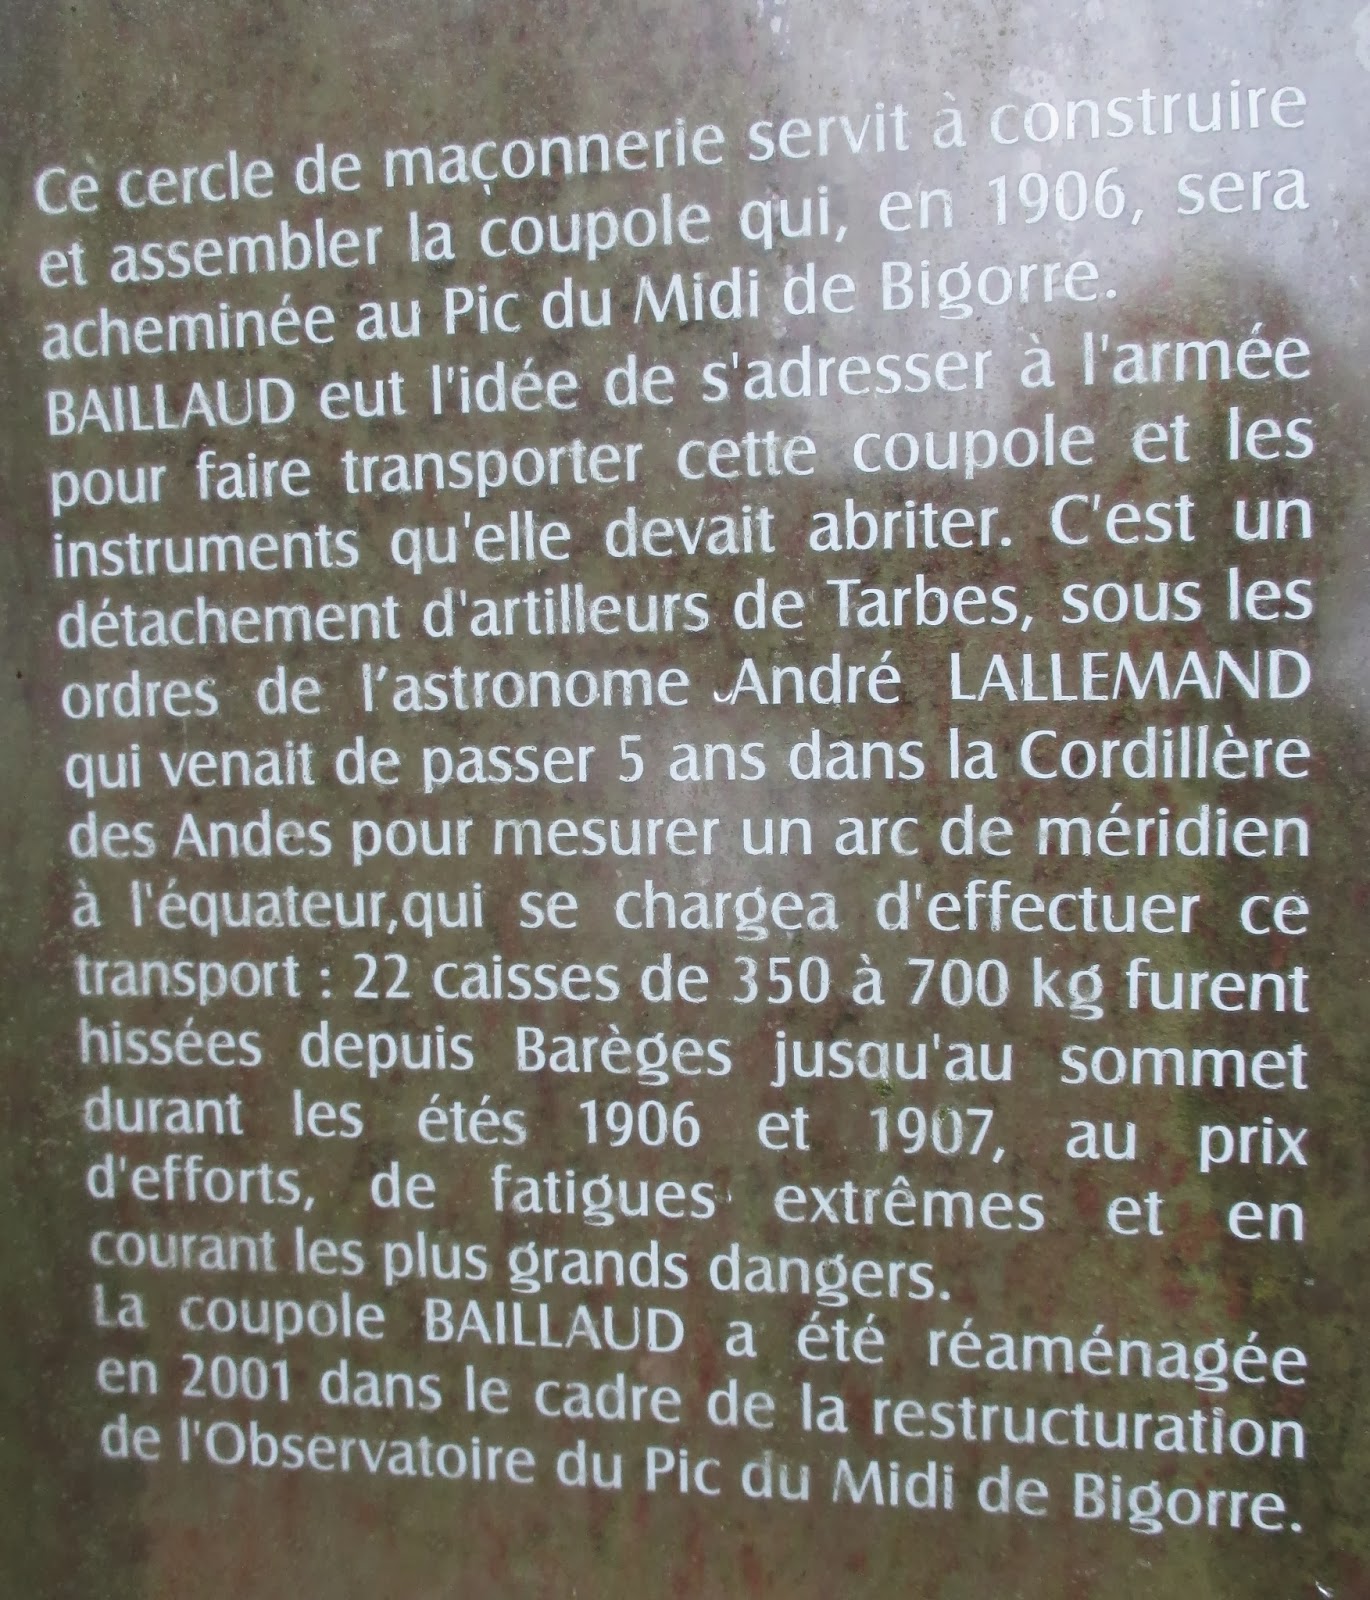 Ce cercle de maçonnerie servit à construire
et assembler la coupole qui, en 1906, sera
acheminée au Pic du Midi de Bigorre.
BAILLAUD eut l'idée de s'adresser à l'armée
pour faire transporter cette coupole et les
instruments qu'elle devait abriter. C'est un
détachement d'artilleurs de Tarbes, sous les
ordres de l’astronome André LALLEMAND
qui venait de passer 5 ans dans la Cordillère
des Andes pour mesurer un arc de méridien
à l'équateur,qui se chargea d'effectuer ce
transport : 22 caisses de 350 à 700 kg furent
hissées depuis Barèges jusqu'au sommet
durant les étés 1906 et 1907, au prix
d'efforts, de fatigues extrêmes et en
courant les plus grands dangers.
La coupole BAILLAUD a été réaménagée
en 2001 dans le cadre de la restructuration
de l'Observatoire du Pic du Midi de Bigorre.